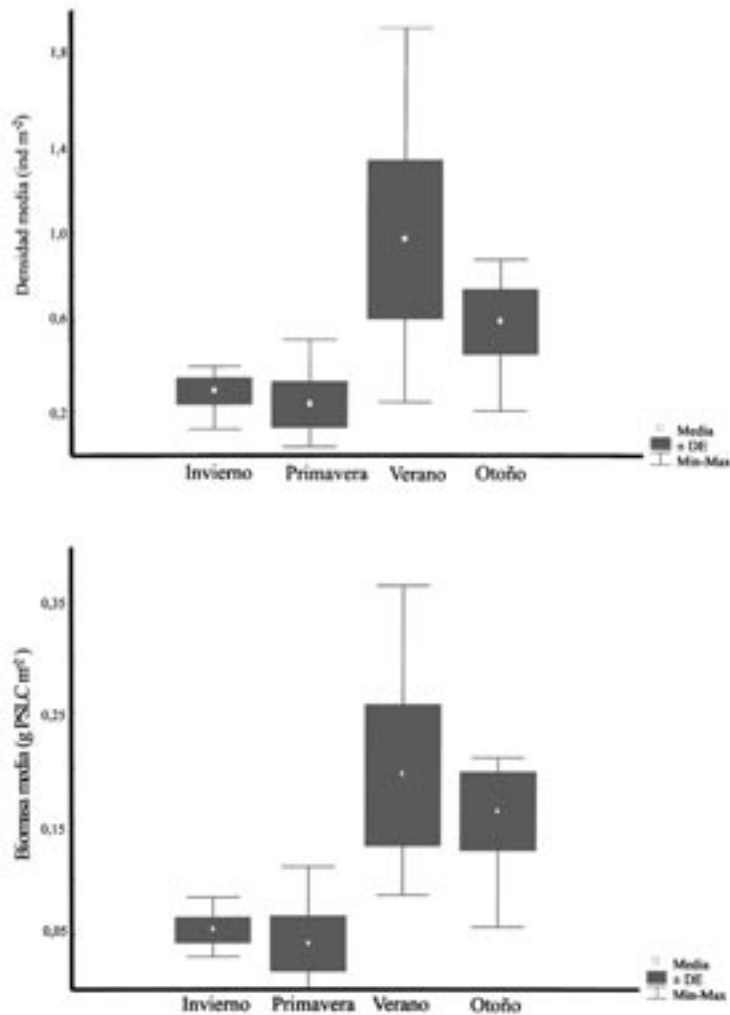 Densidad media (ind m⁻²)
1,8
1,4
1,0
0,6
0,2
Invierno Primavera Verano Otoño
Media
± DE
Min-Max
Biomasa media (g PSLC m⁻²)
0,35
0,25
0,15
0,05
Invierno Primavera Verano Otoño
Media
± DE
Min-Max